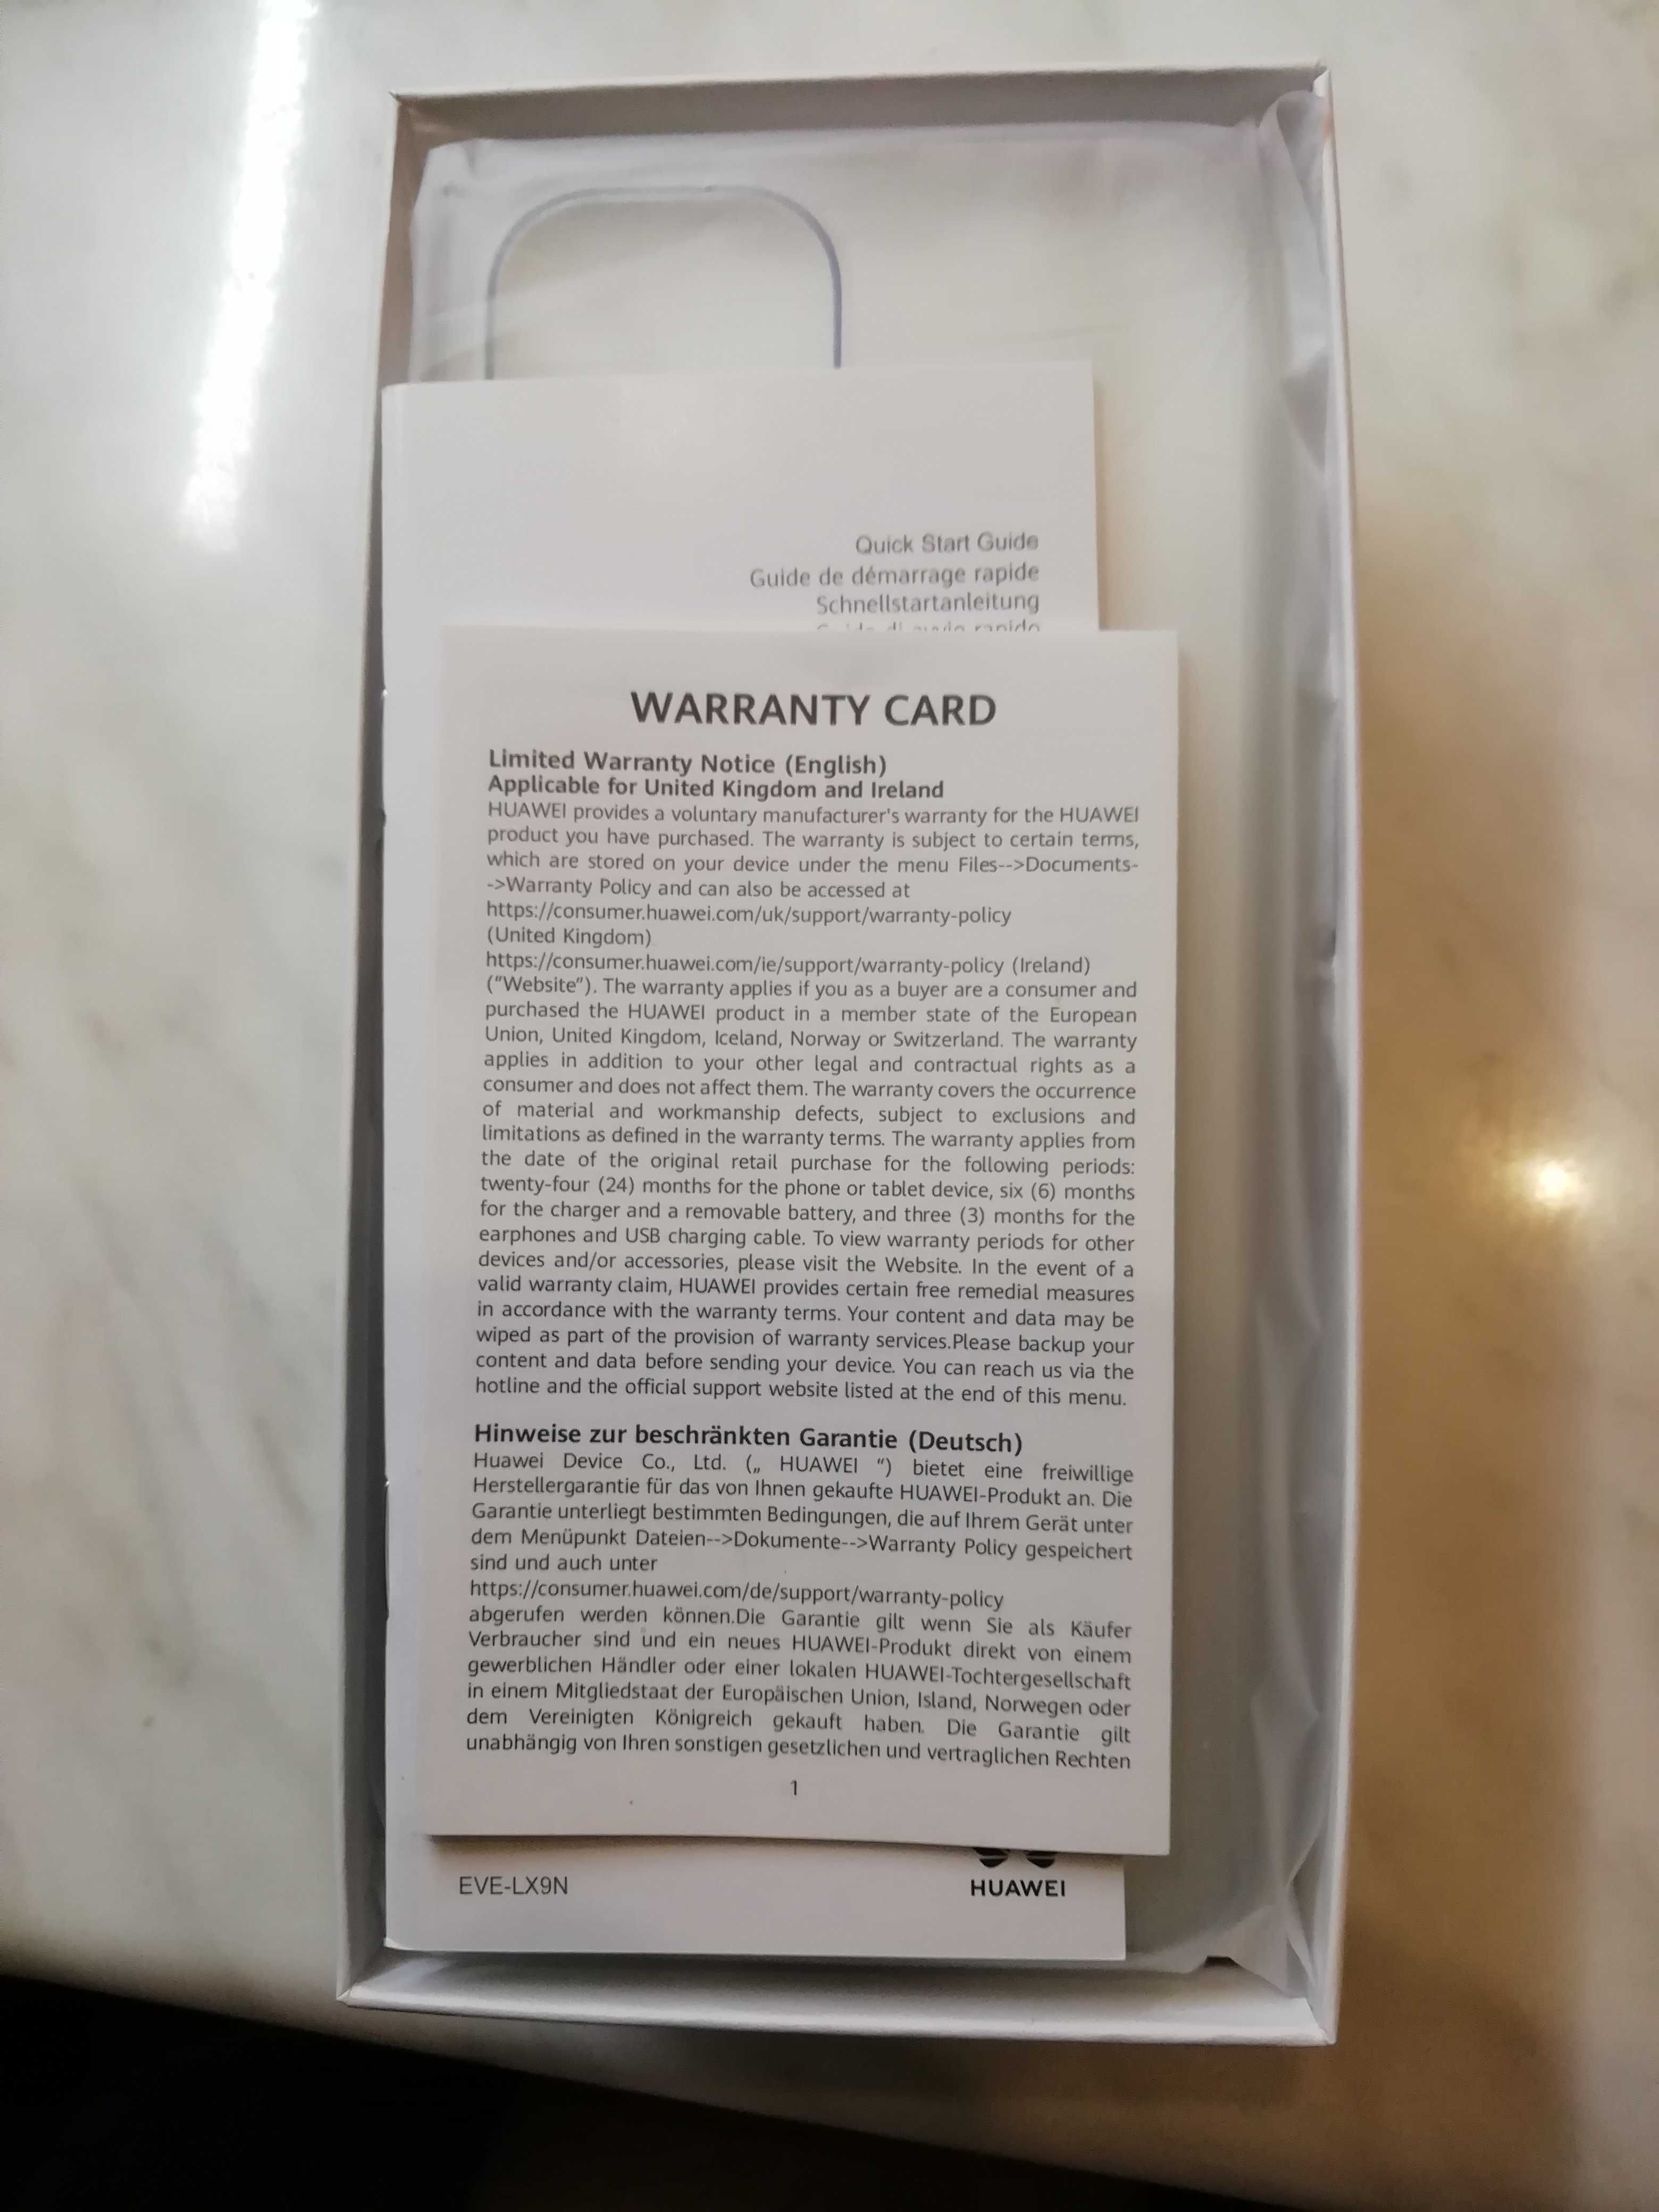 Quick Start Guide
Guide de démarrage rapide
Schnellstartanleitung
Guida di avvio rapido
WARRANTY CARD
Limited Warranty Notice (English)
Applicable for United Kingdom and Ireland
HUAWEI provides a voluntary manufacturer's warranty for the HUAWEI
product you have purchased. The warranty is subject to certain terms,
which are stored on your device under the menu Files-->Documents-
->Warranty Policy and can also be accessed at
https://consumer.huawei.com/uk/support/warranty-policy
(United Kingdom)
https://consumer.huawei.com/ie/support/warranty-policy (Ireland)
("Website"). The warranty applies if you as a buyer are a consumer and
purchased the HUAWEI product in a member state of the European
Union, United Kingdom, Iceland, Norway or Switzerland. The warranty
applies in addition to your other legal and contractual rights as a
consumer and does not affect them. The warranty covers the occurrence
of material and workmanship defects, subject to exclusions and
limitations as defined in the warranty terms. The warranty applies from
the date of the original retail purchase for the following periods:
twenty-four (24) months for the phone or tablet device, six (6) months
for the charger and a removable battery, and three (3) months for the
earphones and USB charging cable. To view warranty periods for other
devices and/or accessories, please visit the Website. In the event of a
valid warranty claim, HUAWEI provides certain free remedial measures
in accordance with the warranty terms. Your content and data may be
wiped as part of the provision of warranty services.Please backup your
content and data before sending your device. You can reach us via the
hotline and the official support website listed at the end of this menu.
Hinweise zur beschränkten Garantie (Deutsch)
Huawei Device Co., Ltd. („ HUAWEI “) bietet eine freiwillige
Herstellergarantie für das von Ihnen gekaufte HUAWEI-Produkt an. Die
Garantie unterliegt bestimmten Bedingungen, die auf Ihrem Gerät unter
dem Menüpunkt Dateien-->Dokumente-->Warranty Policy gespeichert
sind und auch unter
https://consumer.huawei.com/de/support/warranty-policy
abgerufen werden können.Die Garantie gilt wenn Sie als Käufer
Verbraucher sind und ein neues HUAWEI-Produkt direkt von einem
gewerblichen Händler oder einer lokalen HUAWEI-Tochtergesellschaft
in einem Mitgliedstaat der Europäischen Union, Island, Norwegen oder
dem Vereinigten Königreich gekauft haben. Die Garantie gilt
unabhängig von Ihren sonstigen gesetzlichen und vertraglichen Rechten
1
EVE-LX9N
HUAWEI